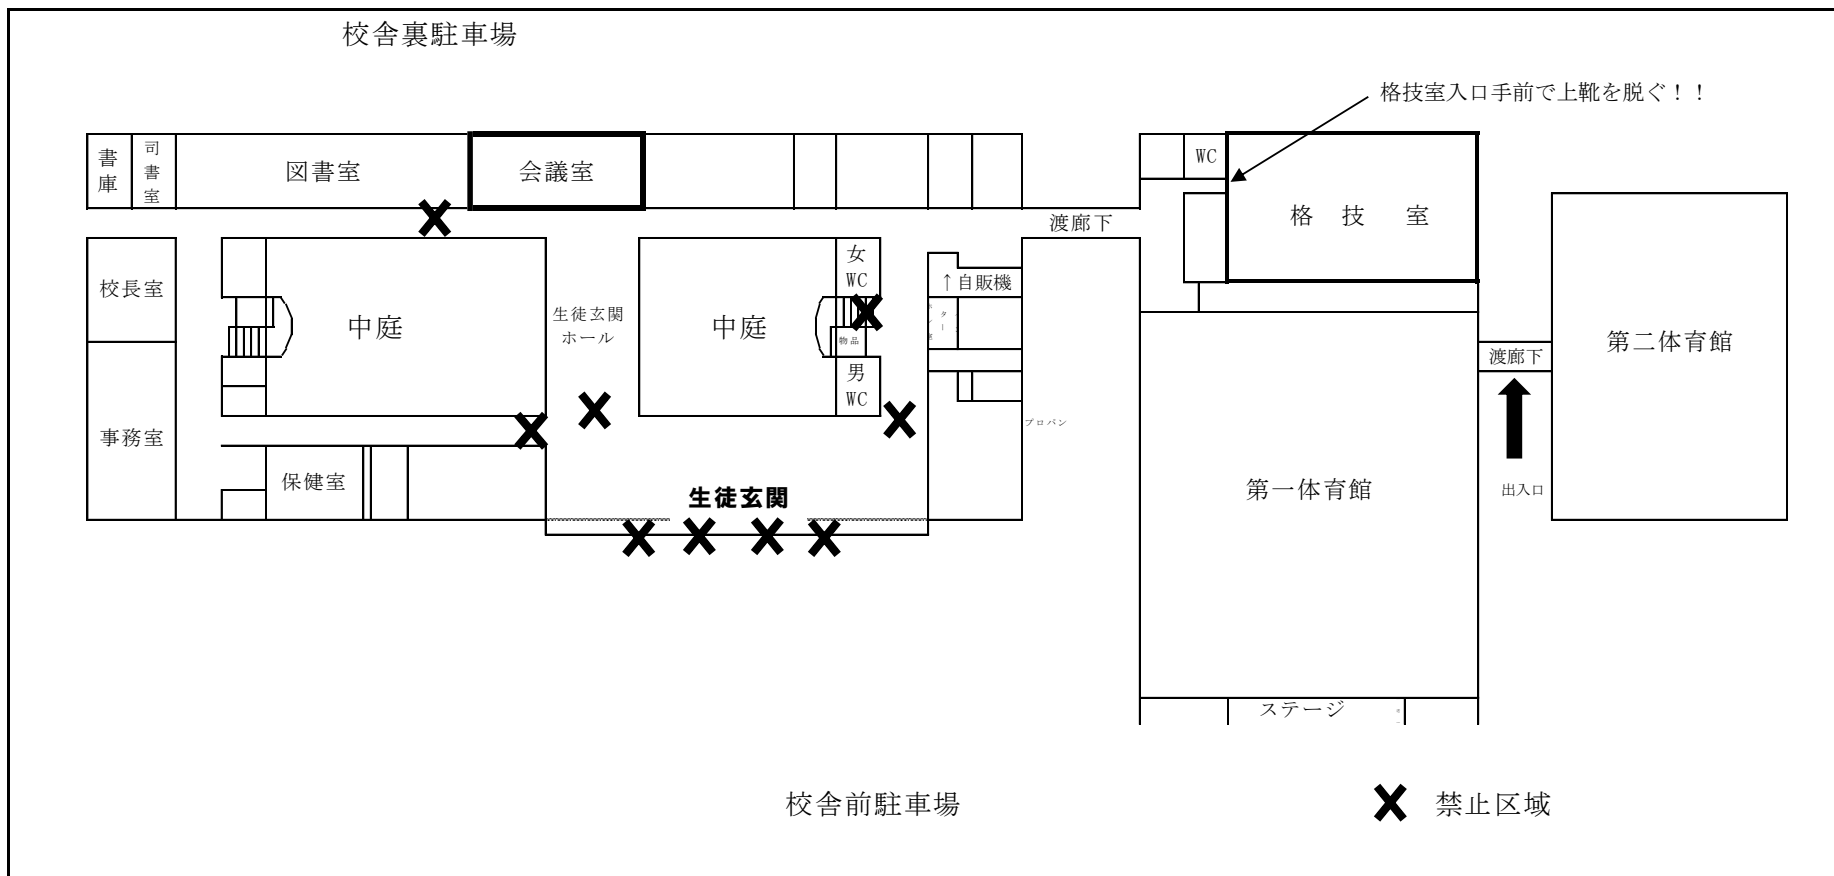 校舎裏駐車場
格技室入口手前で上靴を脱ぐ！！
書庫
司書室
図書室
会議室
WC
格技室
渡廊下
校長室
中庭
生徒玄関
ホール
中庭
女
WC
↑自販機
物品
男
WC
第二体育館
渡廊下
事務室
保健室
プロパン
生徒玄関
第一体育館
出入口
ステージ
校舎前駐車場
禁止区域